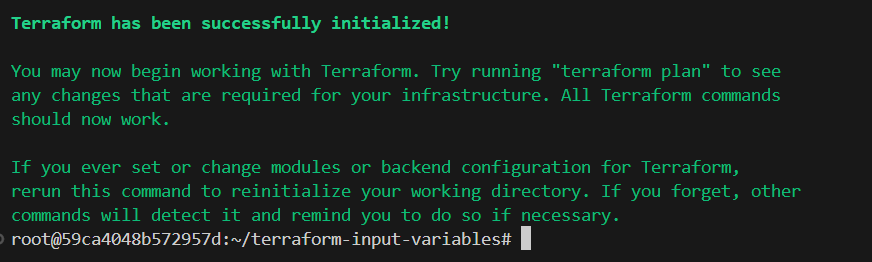 Terraform has been successfully initialized!
You may now begin working with Terraform. Try running "terraform plan" to see
any changes that are required for your infrastructure. All Terraform commands
should now work.
If you ever set or change modules or backend configuration for Terraform,
rerun this command to reinitialize your working directory. If you forget, other
commands will detect it and remind you to do so if necessary.
root@59ca4048b572957d:~/terraform-input-variables#